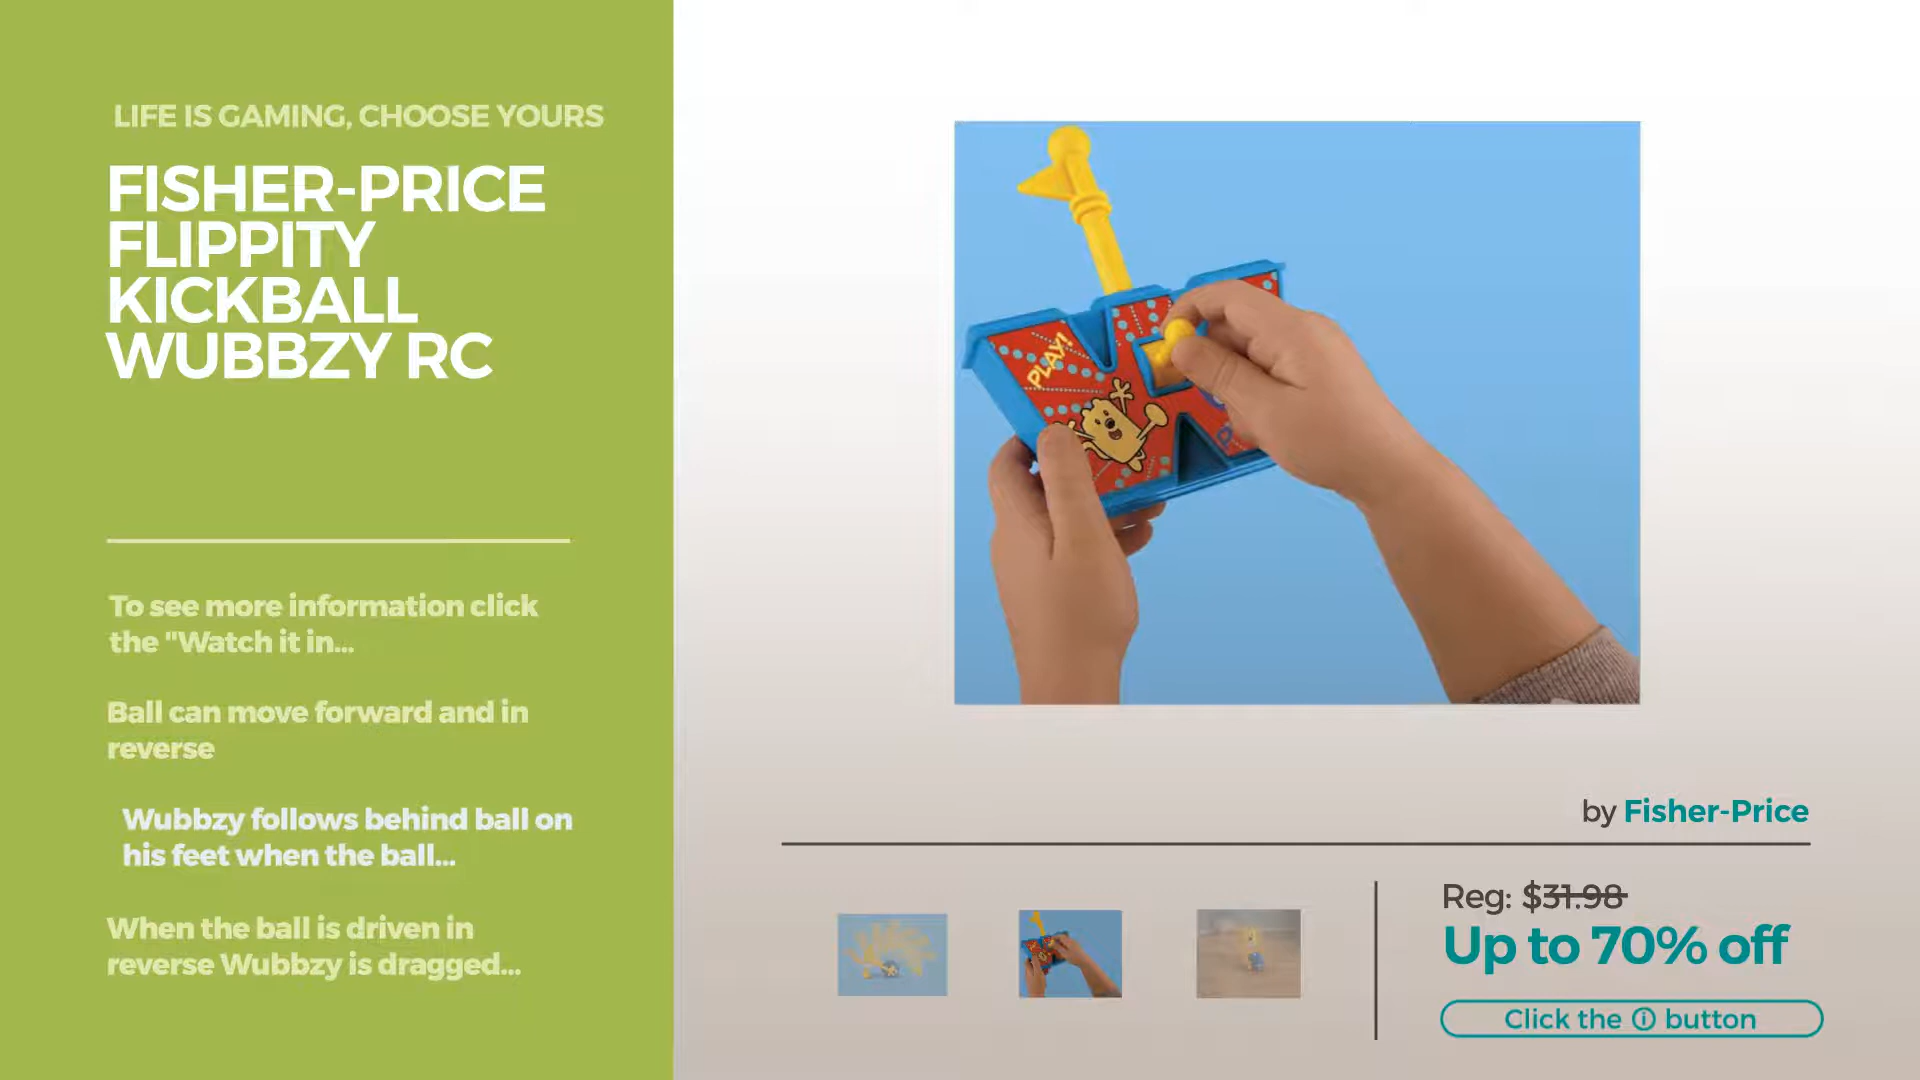 LIFE IS GAMING, CHOOSE YOURS
FISHER-PRICE
FLIPPITY
KICKBALL
WUBBZY RC
To see more information click
the "Watch it in...
Ball can move forward and in
reverse
Wubbzy follows behind ball on
his feet when the ball...
When the ball is driven in
reverse Wubbzy is dragged...
PLAY!
by Fisher-Price
Reg: $31.98
Up to 70% off
Click the ⓘ button